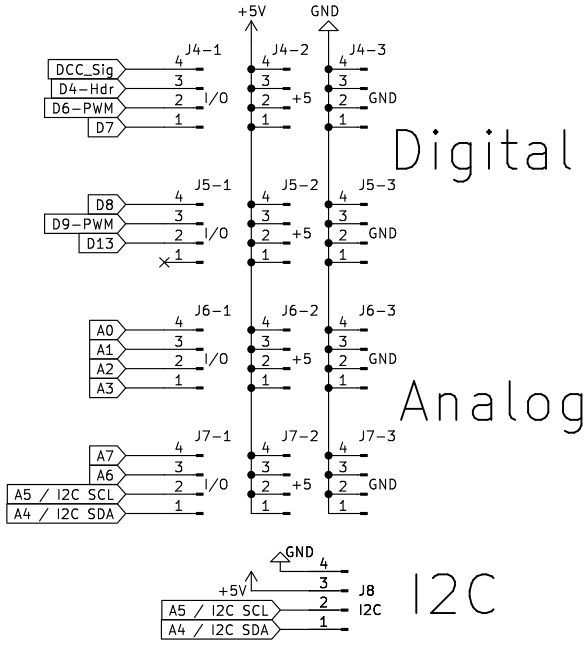 +5V GND
J4-1 J4-2 J4-3
DCC_Sig 4 4 4
D4-Hdr 3 3 3
D6-PWM 2 I/O 2 +5 2 GND
D7 1 1 1
Digital
J5-1 J5-2 J5-3
D8 4 4 4
D9-PWM 3 3 3
D13 2 I/O 2 +5 2 GND
1 1 1
J6-1 J6-2 J6-3
A0 4 4 4
A1 3 3 3
A2 2 I/O 2 +5 2 GND
A3 1 1 1
Analog
J7-1 J7-2 J7-3
A7 4 4 4
A6 3 3 3
A5 / I2C SCL 2 I/O 2 +5 2 GND
A4 / I2C SDA 1 1 1
GND 4
+5V 3 J8
A5 / I2C SCL 2 I2C
A4 / I2C SDA 1
I2C